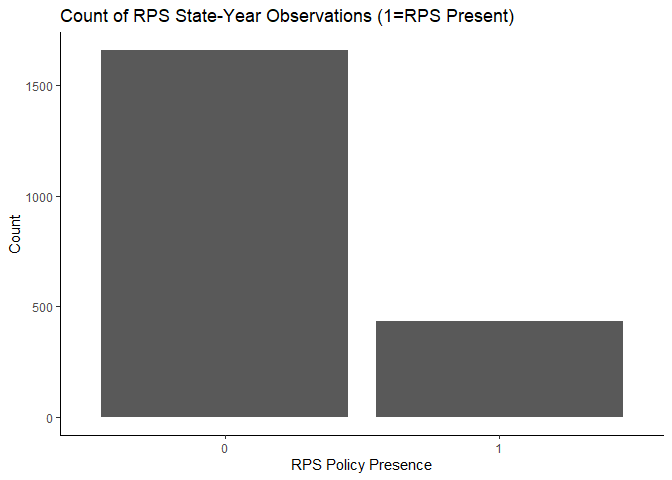 Count of RPS State-Year Observations (1=RPS Present)
1500
1000
500
0
Count
0 1
RPS Policy Presence